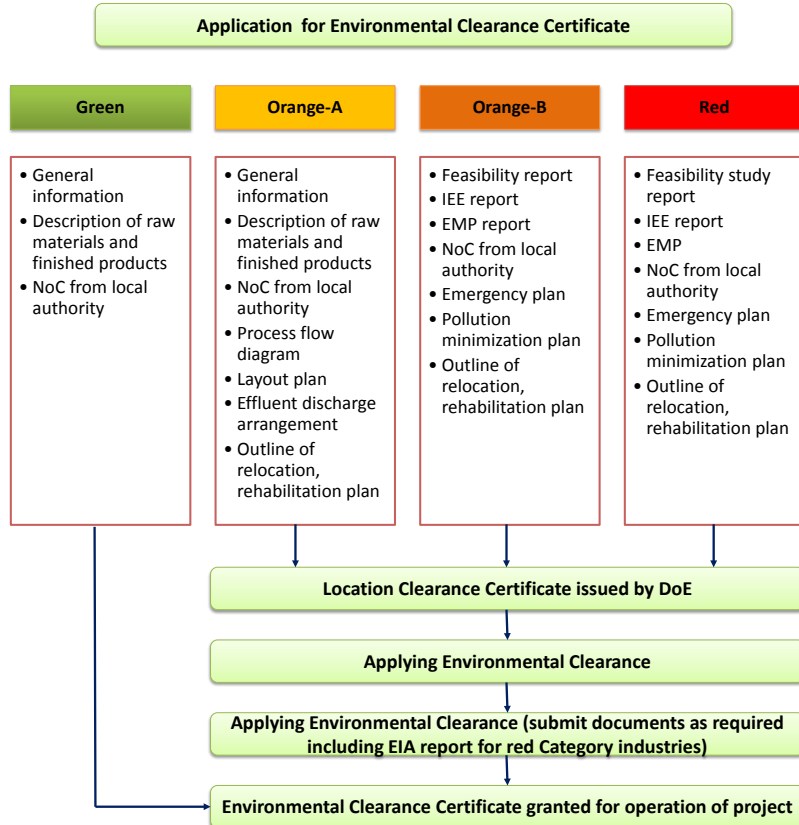 Application for Environmental Clearance Certificate
Green
Orange-A
Orange-B
Red
• General
information
• Description of raw
materials and
finished products
• NoC from local
authority
• General
information
• Description of raw
materials and
finished products
• NoC from local
authority
• Process flow
diagram
• Layout plan
• Effluent discharge
arrangement
• Outline of
relocation,
rehabilitation plan
• Feasibility report
• IEE report
• EMP report
• NoC from local
authority
• Emergency plan
• Pollution
minimization plan
• Outline of
relocation,
rehabilitation plan
• Feasibility study
report
• IEE report
• EMP
• NoC from local
authority
• Emergency plan
• Pollution
minimization plan
• Outline of
relocation,
rehabilitation plan
Location Clearance Certificate issued by DoE
Applying Environmental Clearance
Applying Environmental Clearance (submit documents as required
including EIA report for red Category industries)
Environmental Clearance Certificate granted for operation of project